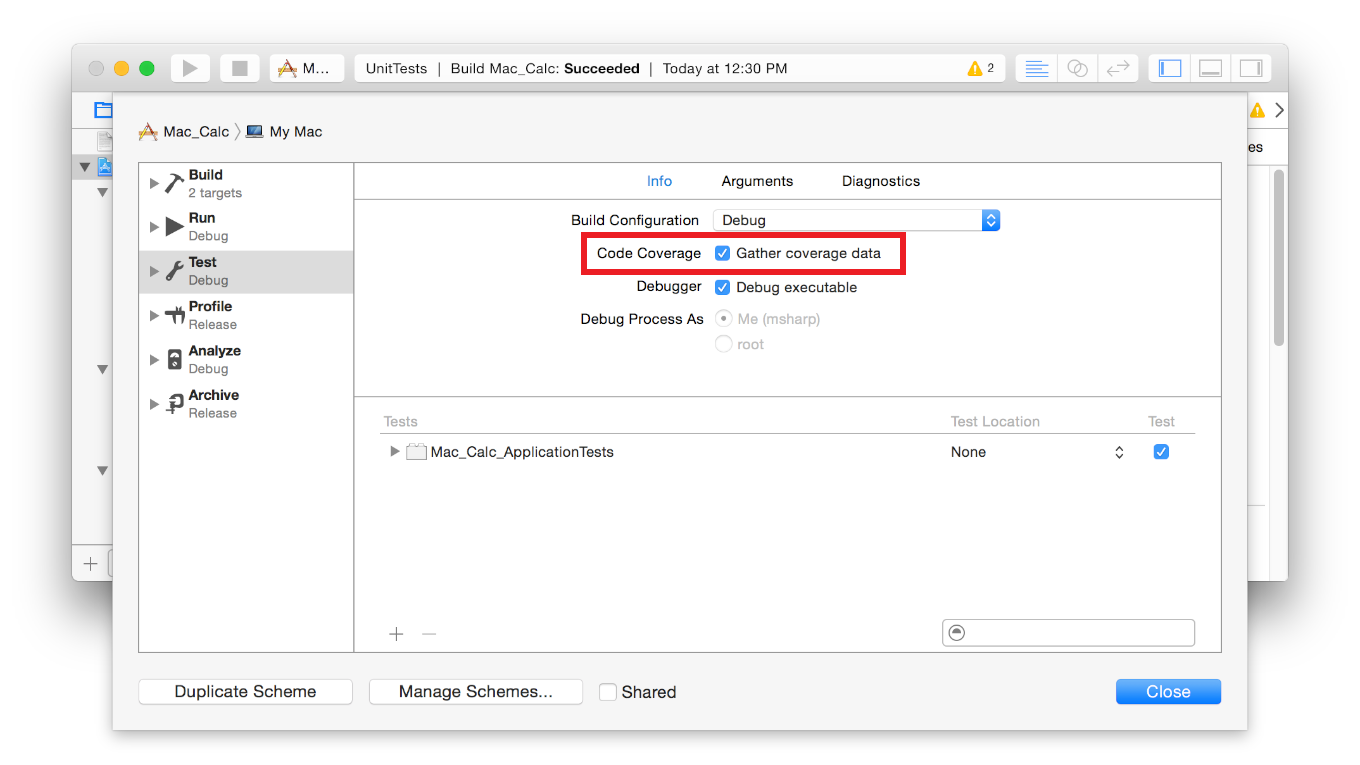 M... UnitTests | Build Mac_Calc: Succeeded | Today at 12:30 PM 2
Mac_Calc My Mac
es
Build
2 targets
Run
Debug
Test
Debug
Profile
Release
Analyze
Debug
Archive
Release
Info Arguments Diagnostics
Build Configuration Debug
Code Coverage Gather coverage data
Debugger Debug executable
Debug Process As Me (msharp)
root
Tests Test Location Test
Mac_Calc_ApplicationTests None
Duplicate Scheme Manage Schemes... Shared Close